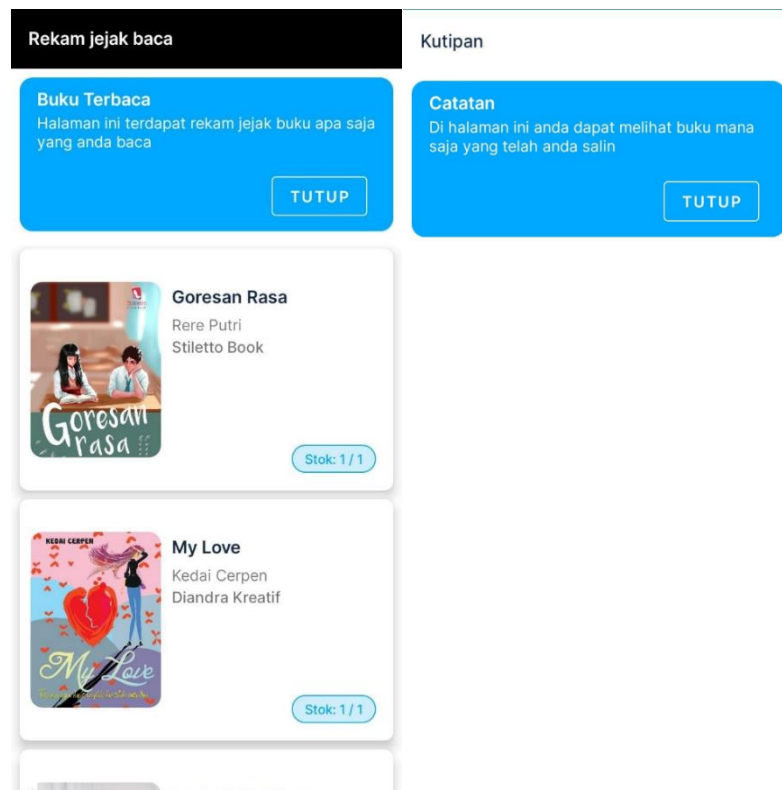 Rekam jejak baca
Buku Terbaca
Halaman ini terdapat rekam jejak buku apa saja
yang anda baca
TUTUP
Goresan Rasa
Rere Putri
Stiletto Book
Goresan
rasa
Stok: 1 / 1
KEDAI CERPEN
My Love
My Love
Kedai Cerpen
Diandra Kreatif
Stok: 1 / 1
Kutipan
Catatan
Di halaman ini anda dapat melihat buku mana
saja yang telah anda salin
TUTUP